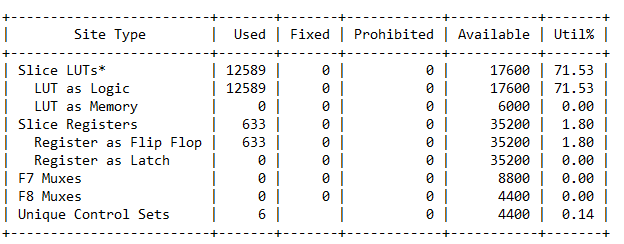 +-------------------------+-------+-------+------------+-----------+-------+
|        Site Type        |  Used | Fixed | Prohibited | Available | Util% |
+-------------------------+-------+-------+------------+-----------+-------+
| Slice LUTs*             | 12589 |     0 |          0 |     17600 | 71.53 |
|   LUT as Logic          | 12589 |     0 |          0 |     17600 | 71.53 |
|   LUT as Memory         |     0 |     0 |          0 |      6000 |  0.00 |
| Slice Registers         |   633 |     0 |          0 |     35200 |  1.80 |
|   Register as Flip Flop |   633 |     0 |          0 |     35200 |  1.80 |
|   Register as Latch     |     0 |     0 |          0 |     35200 |  0.00 |
| F7 Muxes                |     0 |     0 |          0 |      8800 |  0.00 |
| F8 Muxes                |     0 |     0 |          0 |      4400 |  0.00 |
| Unique Control Sets     |     6 |       |          0 |      4400 |  0.14 |
+-------------------------+-------+-------+------------+-----------+-------+